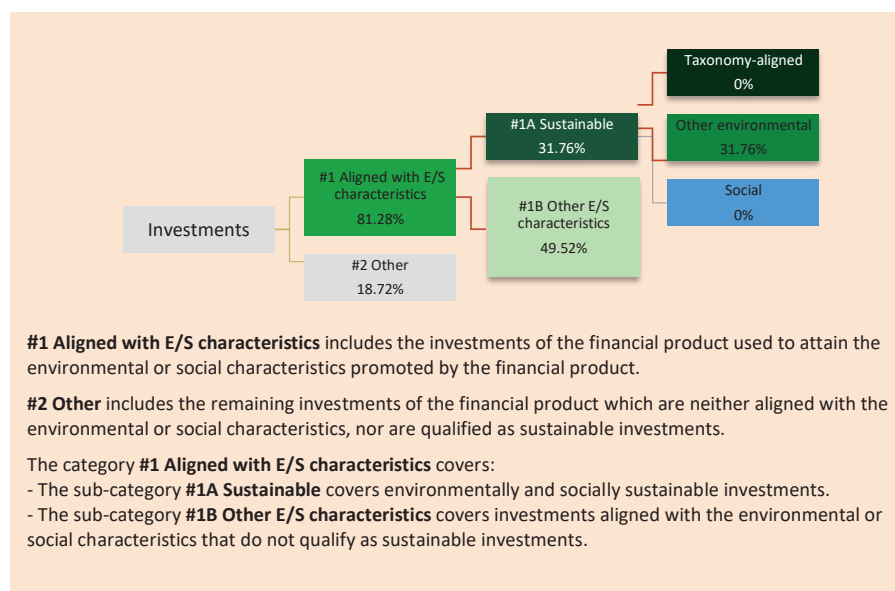 Taxonomy-aligned
0%
#1A Sustainable
31.76%
Other environmental
31.76%
#1 Aligned with E/S
characteristics
81.28%
#1B Other E/S
characteristics
49.52%
Social
0%
Investments
#2 Other
18.72%
#1 Aligned with E/S characteristics includes the investments of the financial product used to attain the
environmental or social characteristics promoted by the financial product.
#2 Other includes the remaining investments of the financial product which are neither aligned with the
environmental or social characteristics, nor are qualified as sustainable investments.
The category #1 Aligned with E/S characteristics covers:
- The sub-category #1A Sustainable covers environmentally and socially sustainable investments.
- The sub-category #1B Other E/S characteristics covers investments aligned with the environmental or
social characteristics that do not qualify as sustainable investments.